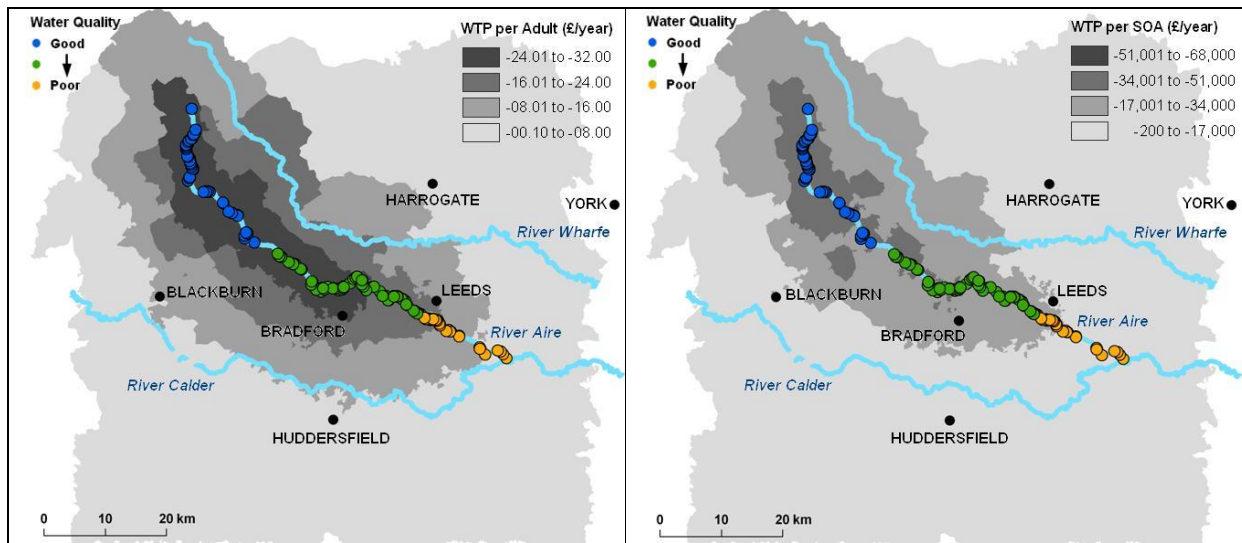 Water Quality
Good
Poor
WTP per Adult (£/year)
-24.01 to -32.00
-16.01 to -24.00
-08.01 to -16.00
-00.10 to -08.00
HARROGATE
YORK
River Wharfe
BLACKBURN
LEEDS
BRADFORD
River Aire
River Calder
HUDDERSFIELD
0 10 20 km
Water Quality
Good
Poor
WTP per SOA (£/year)
-51,001 to -68,000
-34,001 to -51,000
-17,001 to -34,000
-200 to -17,000
HARROGATE
YORK
River Wharfe
BLACKBURN
LEEDS
BRADFORD
River Aire
River Calder
HUDDERSFIELD
0 10 20 km